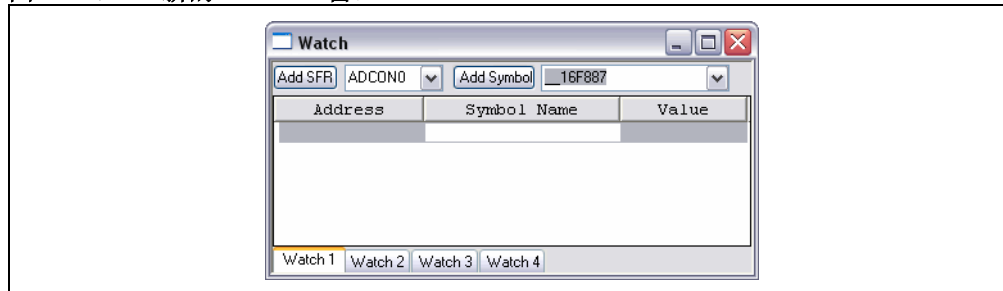 Watch
Add SFR ADCON0 Add Symbol __16F887
Address Symbol Name Value
Watch 1 Watch 2 Watch 3 Watch 4